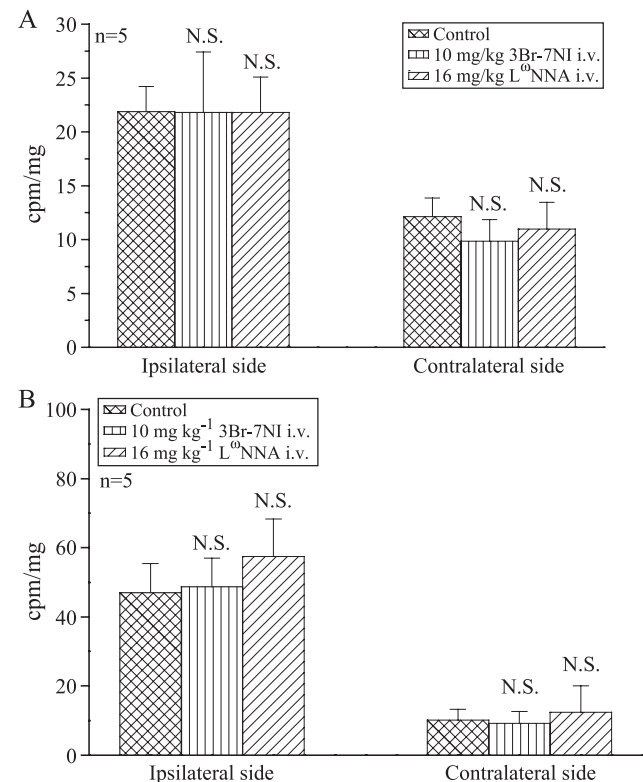 A
30
25
20
15
10
5
0
cpm/mg
n=5
N.S.
N.S.
N.S.
N.S.
Control
10 mg/kg 3Br-7NI i.v.
16 mg/kg L^ωNNA i.v.
Ipsilateral side
Contralateral side
B
100
80
60
40
20
0
cpm/mg
Control
10 mg kg⁻¹ 3Br-7NI i.v.
16 mg kg⁻¹ L^ωNNA i.v.
n=5
N.S.
N.S.
N.S.
N.S.
Ipsilateral side
Contralateral side